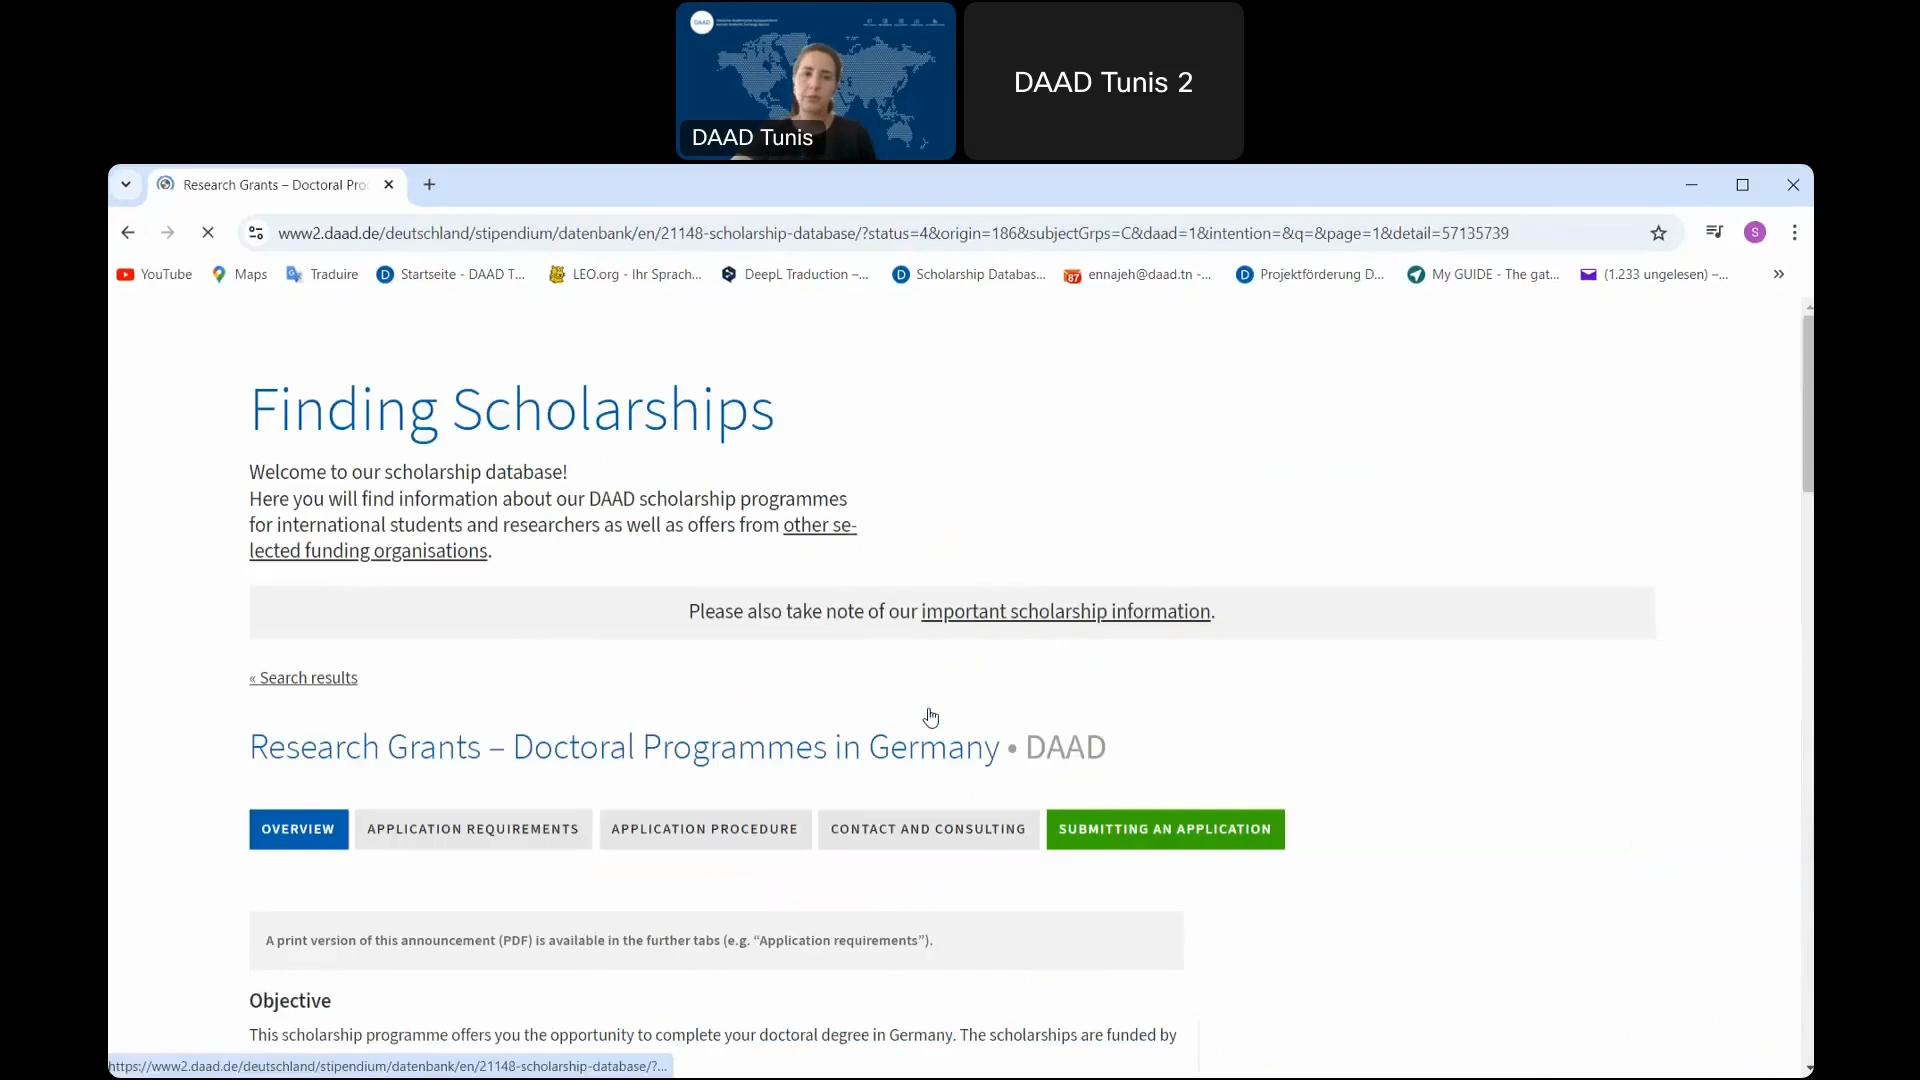 DAAD
DAAD Tunis
DAAD Tunis 2
Research Grants – Doctoral Pro
www2.daad.de/deutschland/stipendium/datenbank/en/21148-scholarship-database/?status=4&origin=186&subjectGrps=C&daad=1&intention=&q=&page=1&detail=57135739
S
YouTube
Maps
Traduire
D Startseite - DAAD T...
LEO.org - Ihr Sprach...
DeepL Traduction –...
D Scholarship Databas...
87 ennajeh@daad.tn -...
D Projektförderung D...
My GUIDE - The gat...
(1.233 ungelesen) –...
»
Finding Scholarships
Welcome to our scholarship database!
Here you will find information about our DAAD scholarship programmes
for international students and researchers as well as offers from other se-
lected funding organisations.
Please also take note of our important scholarship information.
« Search results
Research Grants – Doctoral Programmes in Germany • DAAD
OVERVIEW
APPLICATION REQUIREMENTS
APPLICATION PROCEDURE
CONTACT AND CONSULTING
SUBMITTING AN APPLICATION
A print version of this announcement (PDF) is available in the further tabs (e.g. “Application requirements”).
Objective
This scholarship programme offers you the opportunity to complete your doctoral degree in Germany. The scholarships are funded by
https://www2.daad.de/deutschland/stipendium/datenbank/en/21148-scholarship-database/?...